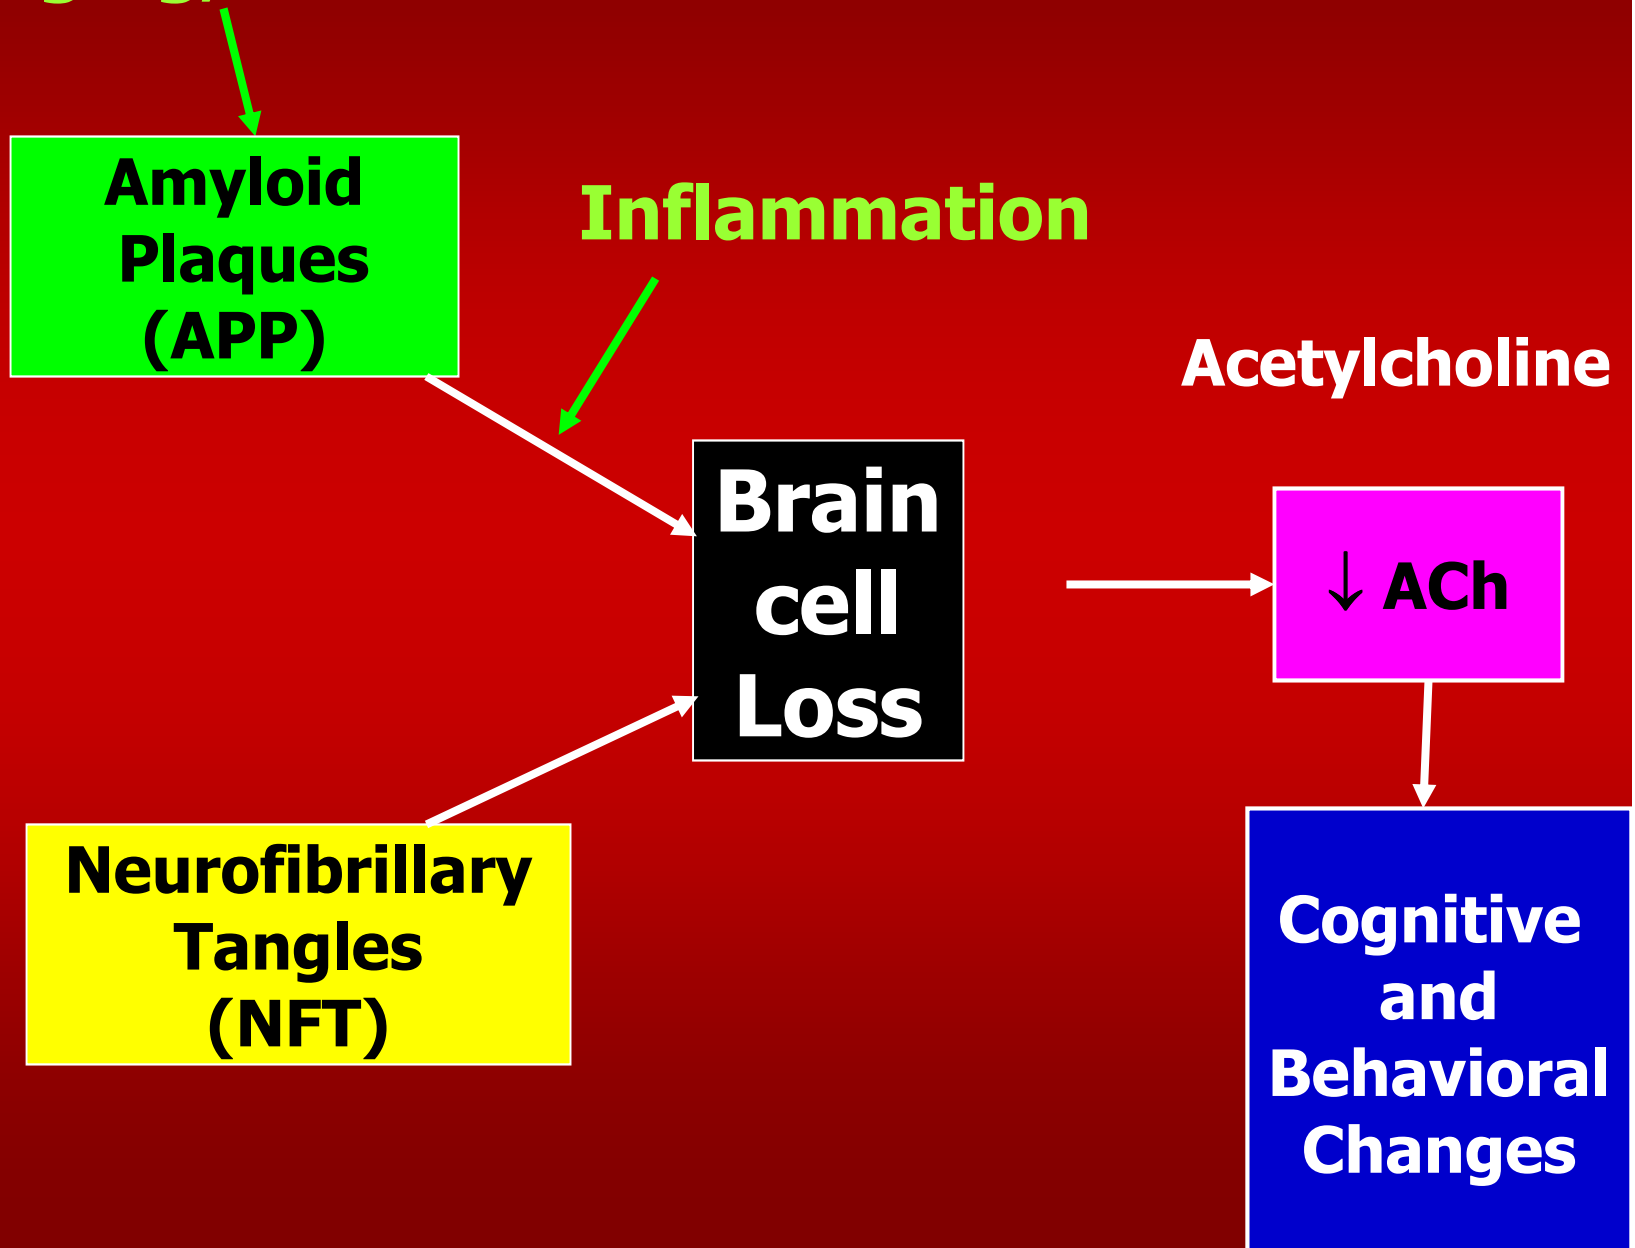 Amyloid
Plaques
(APP)
Inflammation
Acetylcholine
Brain
cell
Loss
↓ ACh
Neurofibrillary
Tangles
(NFT)
Cognitive
and
Behavioral
Changes